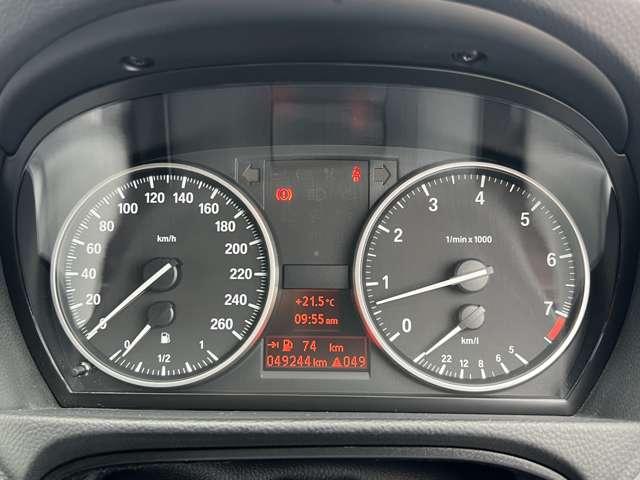 100 120 140
80 160
60 180
km/h
40 200
20 220
240
0 260
0 1/2 1
+21.5°C
09:55 am
74 km
049244 km 049
4
3 5
2
1/min x 1000
6
1
7
0
km/l
22 12 8 6 5